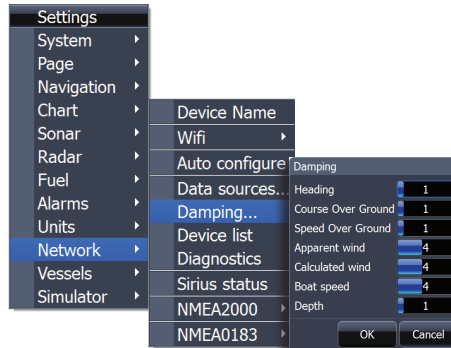 Settings
System
Page
Navigation
Chart
Sonar
Radar
Fuel
Alarms
Units
Network
Vessels
Simulator
Device Name
Wifi
Auto configure
Data sources...
Damping...
Device list
Diagnostics
Sirius status
NMEA2000
NMEA0183
Damping
Heading 1
Course Over Ground 1
Speed Over Ground 1
Apparent wind 4
Calculated wind 4
Boat speed 4
Depth 1
OK Cancel